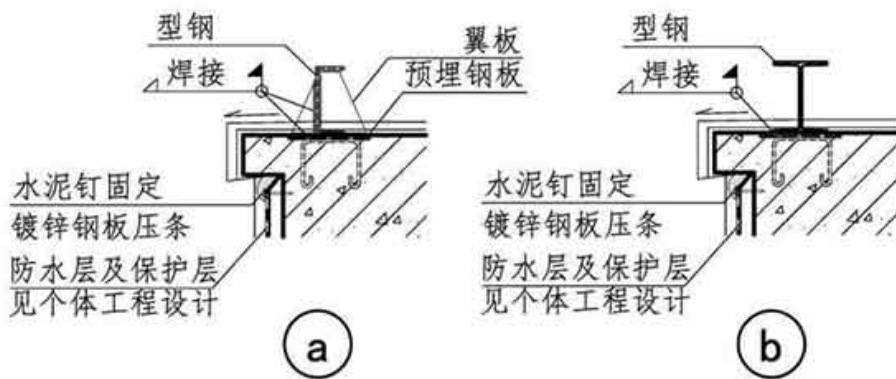 型钢
焊接
翼板
预埋钢板
水泥钉固定
镀锌钢板压条
防水层及保护层
见个体工程设计
a
型钢
焊接
水泥钉固定
镀锌钢板压条
防水层及保护层
见个体工程设计
b